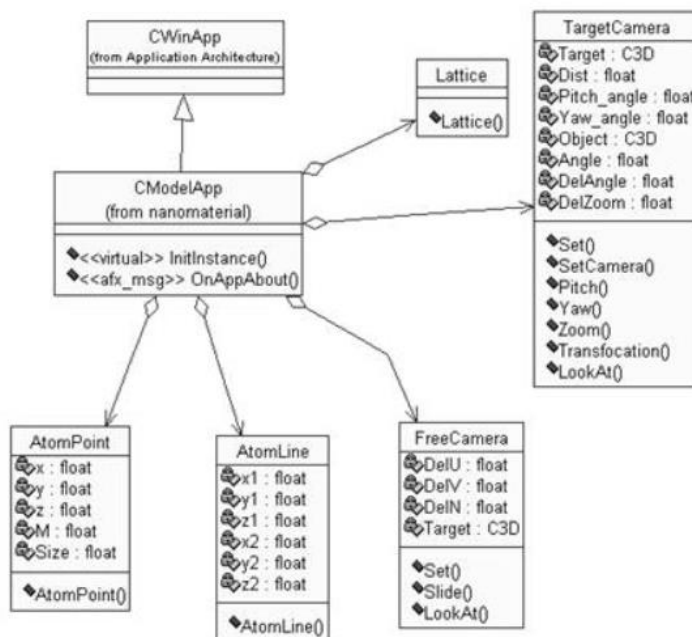 CWinApp
(from Application Architecture)
Lattice
Lattice()
TargetCamera
Target : C3D
Dist : float
Pitch_angle : float
Yaw_angle : float
Object : C3D
Angle : float
DelAngle : float
DelZoom : float
Set()
SetCamera()
Pitch()
Yaw()
Zoom()
Transfocation()
LookAt()
CModelApp
(from nanomaterial)
<<virtual>> InitInstance()
<<afx_msg>> OnAppAbout()
AtomPoint
x : float
y : float
z : float
M : float
Size : float
AtomPoint()
AtomLine
x1 : float
y1 : float
z1 : float
x2 : float
y2 : float
z2 : float
AtomLine()
FreeCamera
DelU : float
DelV : float
DelN : float
Target : C3D
Set()
Slide()
LookAt()